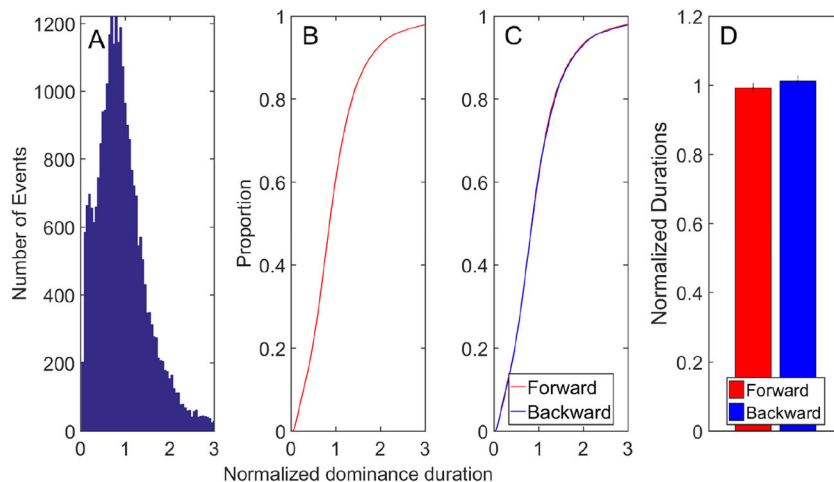 A
Number of Events
1200
1000
800
600
400
200
0
0 1 2 3
B
Proportion
1
0.8
0.6
0.4
0.2
0
0 1 2 3
C
1
0.8
0.6
0.4
0.2
0
0 1 2 3
Forward
Backward
Normalized dominance duration
D
Normalized Durations
1.2
1
0.8
0.6
0.4
0.2
0
Forward
Backward